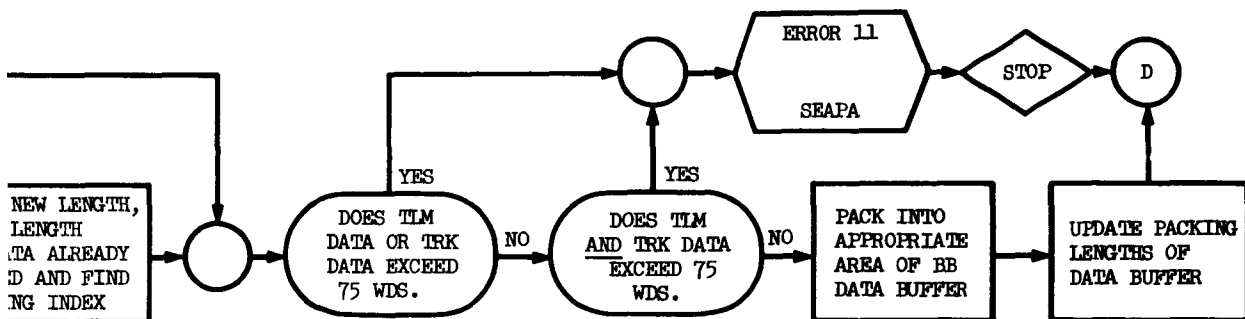 ERROR 11
SEAPA
STOP
D
YES
YES
NEW LENGTH,
LENGTH
ALREADY
AND FIND
INDEX
DOES TLM
DATA OR TRK
DATA EXCEED
75 WDS.
NO
DOES TLM
AND TRK DATA
EXCEED 75
WDS.
NO
PACK INTO
APPROPRIATE
AREA OF BB
DATA BUFFER
UPDATE PACKING
LENGTHS OF
DATA BUFFER